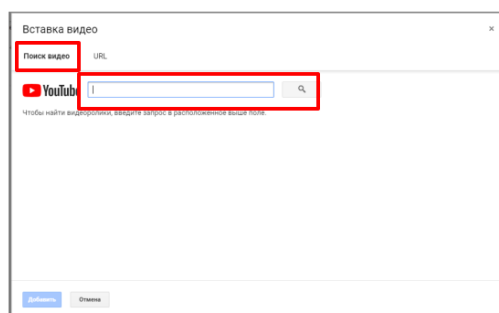 Вставка видео
Поиск видео URL
YouTube
Чтобы найти видеоролики, введите запрос в расположенное выше поле.
Добавить Отмена